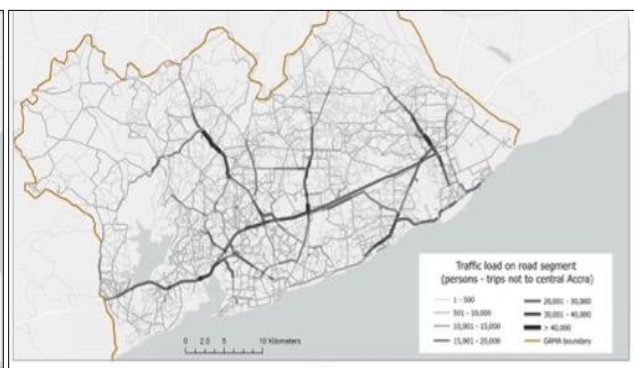 Traffic load on road segment
(persons - trips not to central Accra)
1 - 500
501 - 10,000
10,001 - 15,000
15,001 - 20,000
20,001 - 30,000
30,001 - 40,000
> 40,000
GAMA boundary
0 2.5 5 10 Kilometers